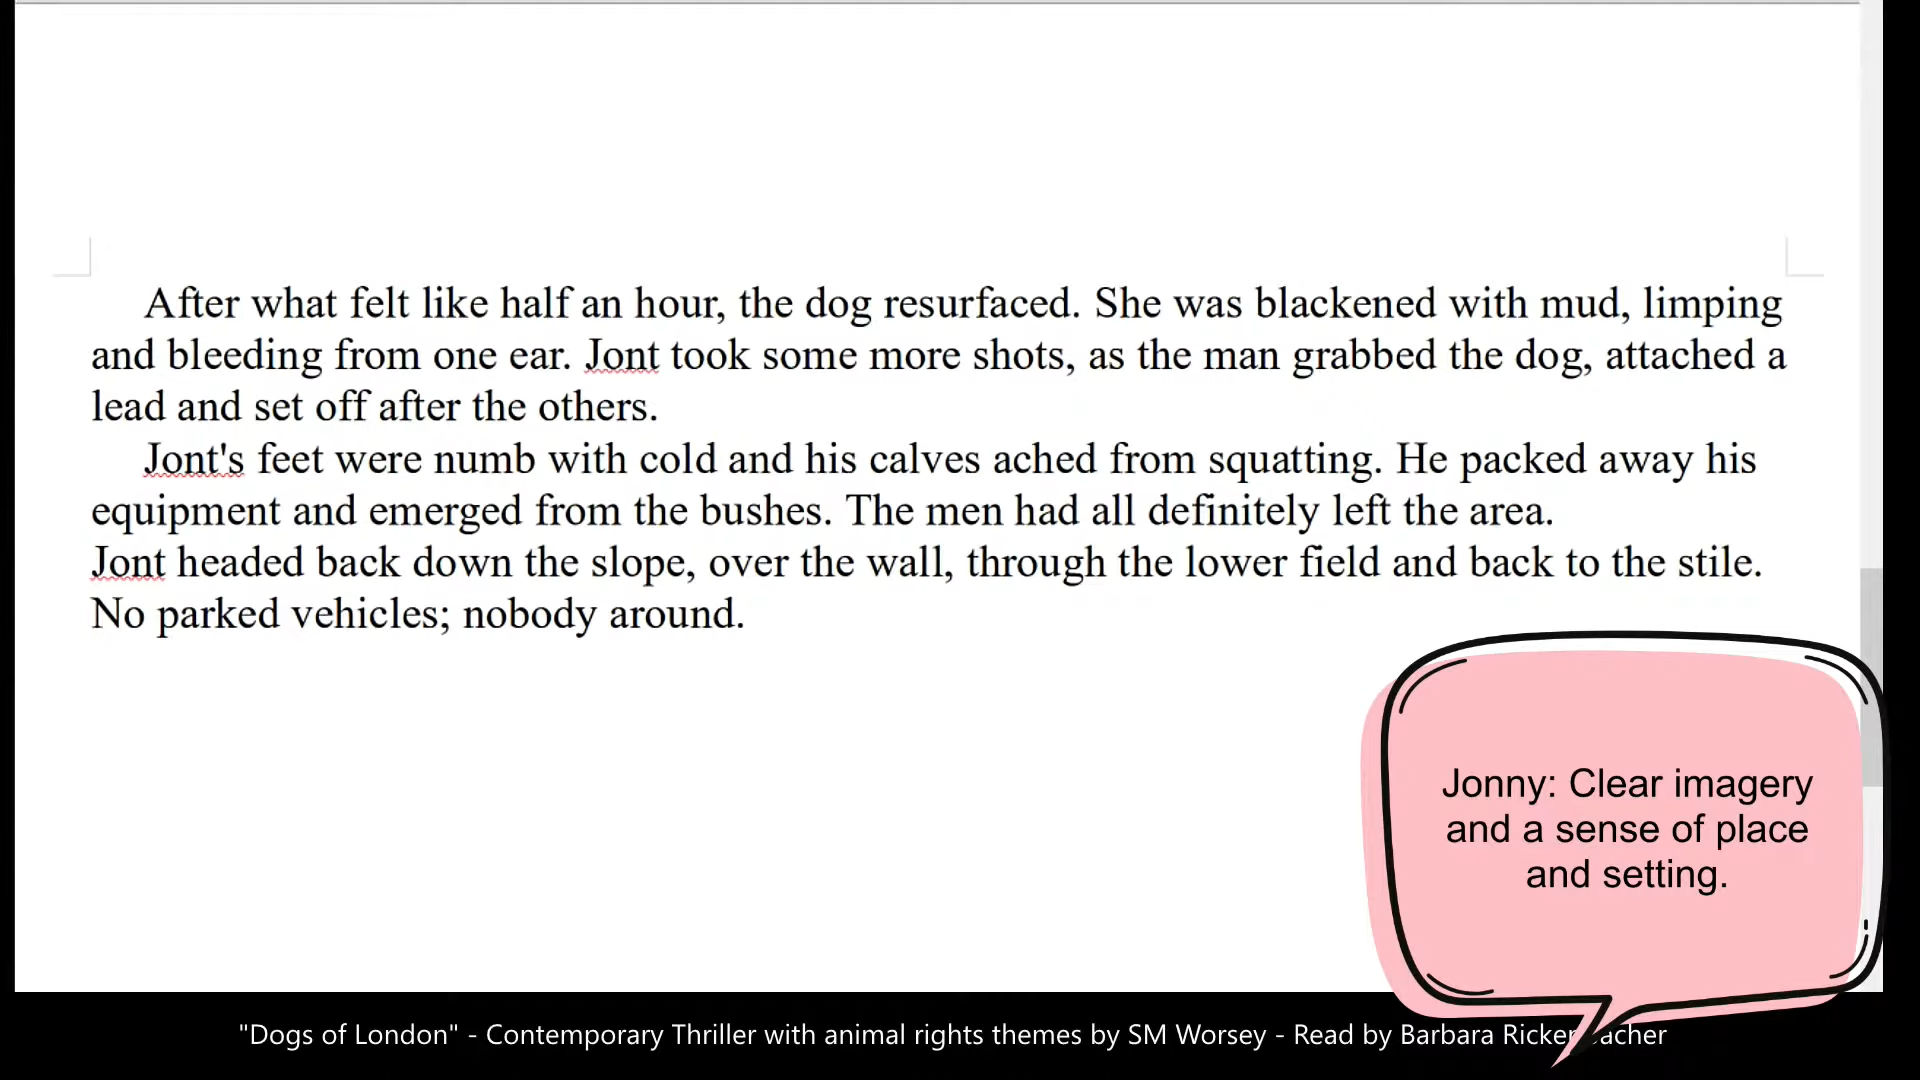 After what felt like half an hour, the dog resurfaced. She was blackened with mud, limping
and bleeding from one ear. Jont took some more shots, as the man grabbed the dog, attached a
lead and set off after the others.
Jont's feet were numb with cold and his calves ached from squatting. He packed away his
equipment and emerged from the bushes. The men had all definitely left the area.
Jont headed back down the slope, over the wall, through the lower field and back to the stile.
No parked vehicles; nobody around.
Jonny: Clear imagery
and a sense of place
and setting.
"Dogs of London" - Contemporary Thriller with animal rights themes by SM Worsey - Read by Barbara